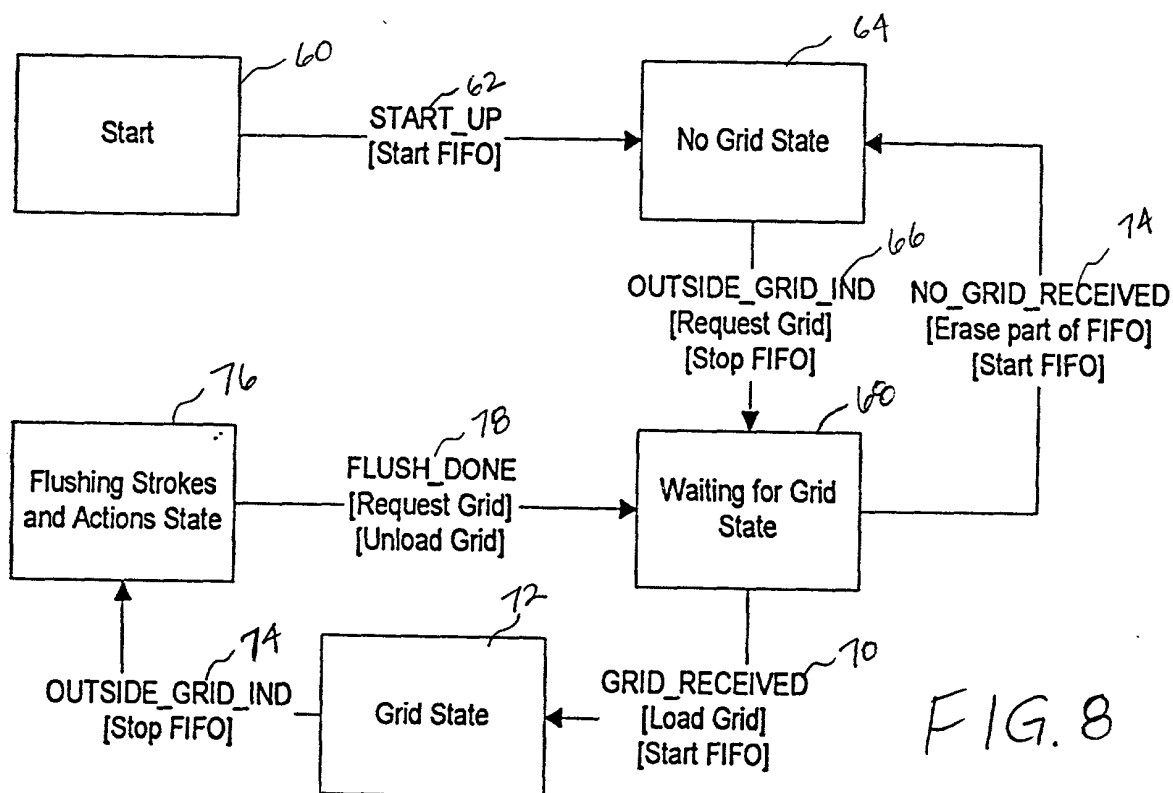 60
Start
62
START_UP
[Start FIFO]
64
No Grid State
66
OUTSIDE_GRID_IND
[Request Grid]
[Stop FIFO]
74
NO_GRID_RECEIVED
[Erase part of FIFO]
[Start FIFO]
76
Flushing Strokes
and Actions State
78
FLUSH_DONE
[Request Grid]
[Unload Grid]
68
Waiting for Grid
State
74
OUTSIDE_GRID_IND
[Stop FIFO]
72
Grid State
70
GRID_RECEIVED
[Load Grid]
[Start FIFO]
FIG. 8